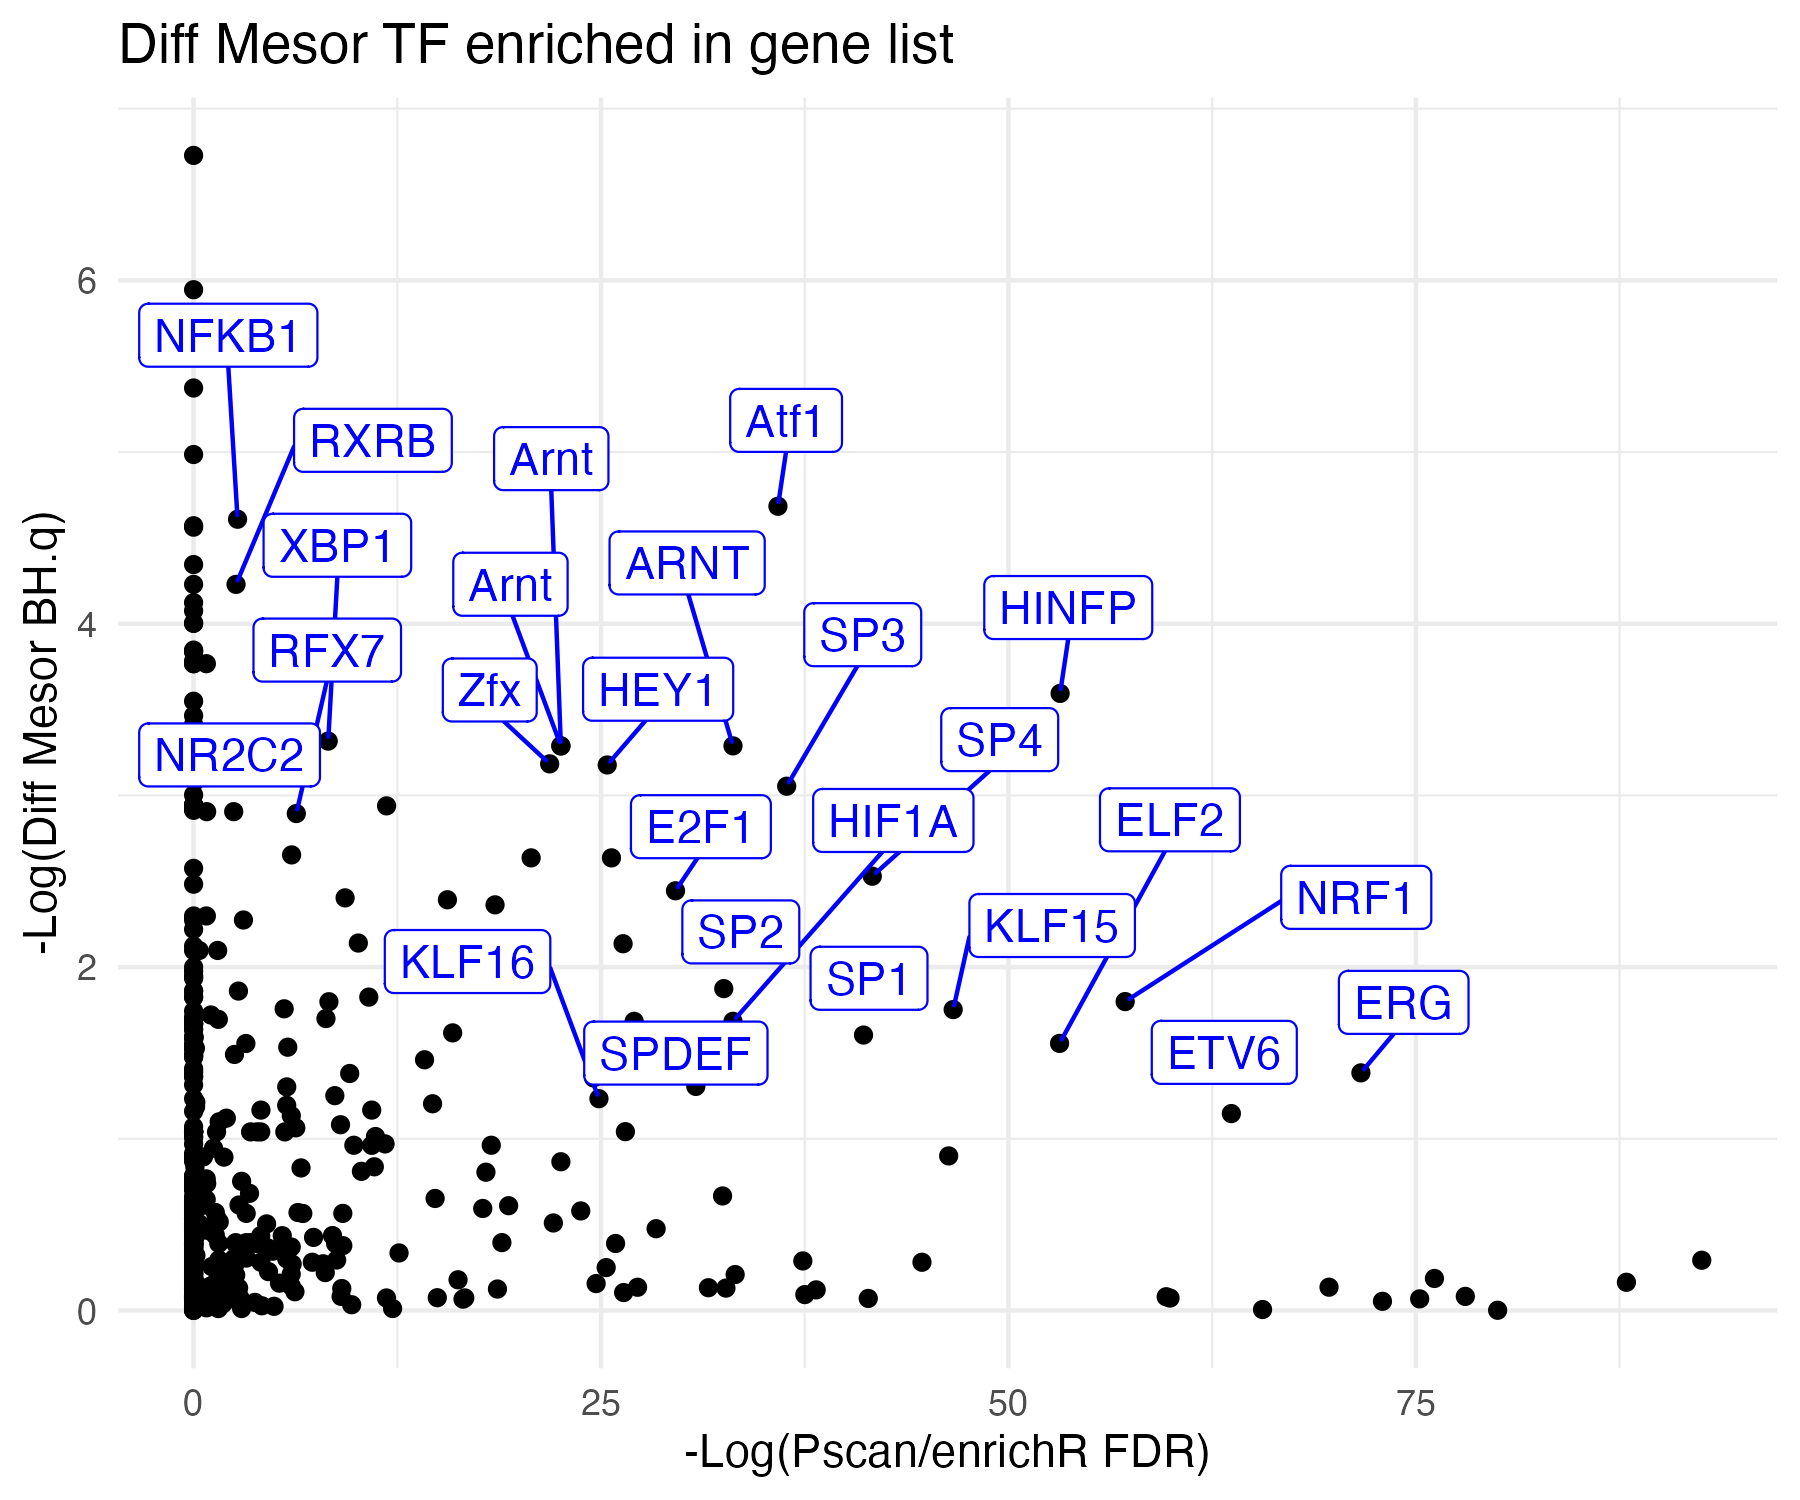 Diff Mesor TF enriched in gene list
-Log(Diff Mesor BH.q)
6
4
2
0
NFKB1
RXRB
Atf1
Arnt
XBP1
ARNT
Arnt
HINFP
SP3
RFX7
Zfx
HEY1
SP4
NR2C2
E2F1
HIF1A
ELF2
NRF1
KLF15
SP2
KLF16
SP1
ERG
SPDEF
ETV6
0
25
50
75
-Log(Pscan/enrichR FDR)